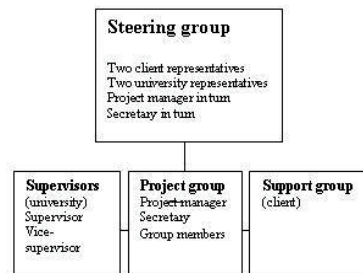 Steering group
Two client representatives
Two university representatives
Project manager in turn
Secretary in turn
Supervisors
(university)
Supervisor
Vice-
supervisor
Project group
Project manager
Secretary
Group members
Support group
(client)